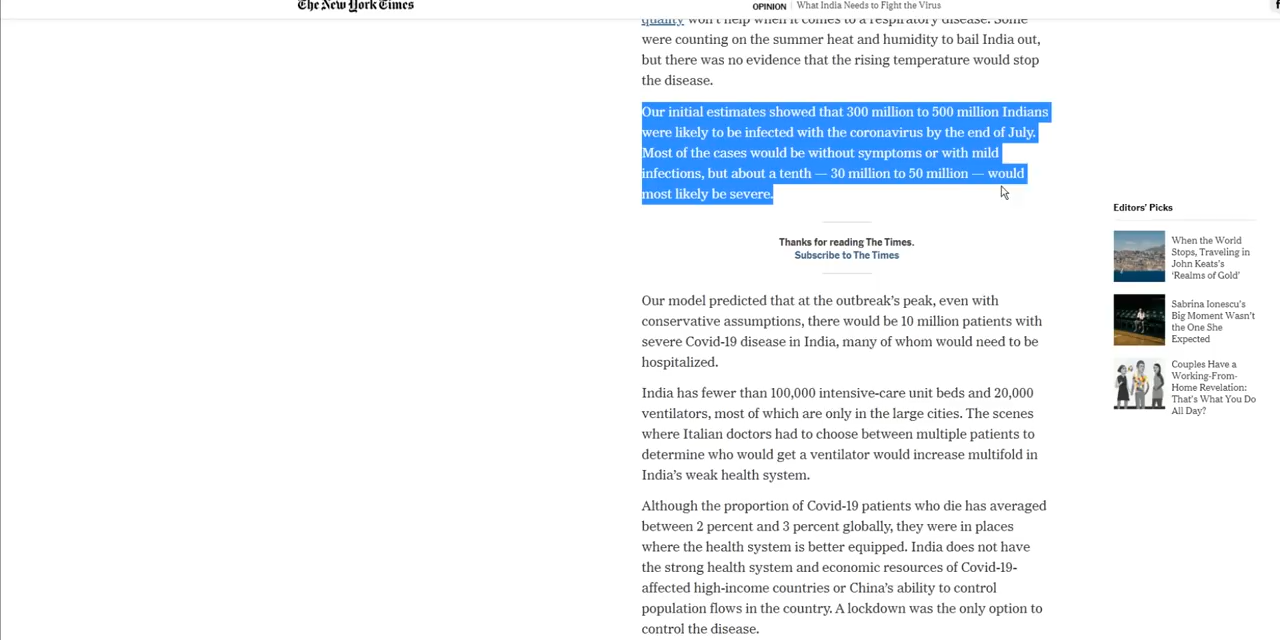 The New York Times
OPINION | What India Needs to Fight the Virus
quality won't help when it comes to a respiratory disease. Some
were counting on the summer heat and humidity to bail India out,
but there was no evidence that the rising temperature would stop
the disease.
Our initial estimates showed that 300 million to 500 million Indians
were likely to be infected with the coronavirus by the end of July.
Most of the cases would be without symptoms or with mild
infections, but about a tenth — 30 million to 50 million — would
most likely be severe.
Thanks for reading The Times.
Subscribe to The Times
Our model predicted that at the outbreak's peak, even with
conservative assumptions, there would be 10 million patients with
severe Covid-19 disease in India, many of whom would need to be
hospitalized.
India has fewer than 100,000 intensive-care unit beds and 20,000
ventilators, most of which are only in the large cities. The scenes
where Italian doctors had to choose between multiple patients to
determine who would get a ventilator would increase multifold in
India's weak health system.
Although the proportion of Covid-19 patients who die has averaged
between 2 percent and 3 percent globally, they were in places
where the health system is better equipped. India does not have
the strong health system and economic resources of Covid-19-
affected high-income countries or China's ability to control
population flows in the country. A lockdown was the only option to
control the disease.
Editors' Picks
When the World
Stops, Traveling in
John Keats's
'Realms of Gold'
Sabrina Ionescu's
Big Moment Wasn't
the One She
Expected
Couples Have a
Working-From-
Home Revelation:
That's What You Do
All Day?